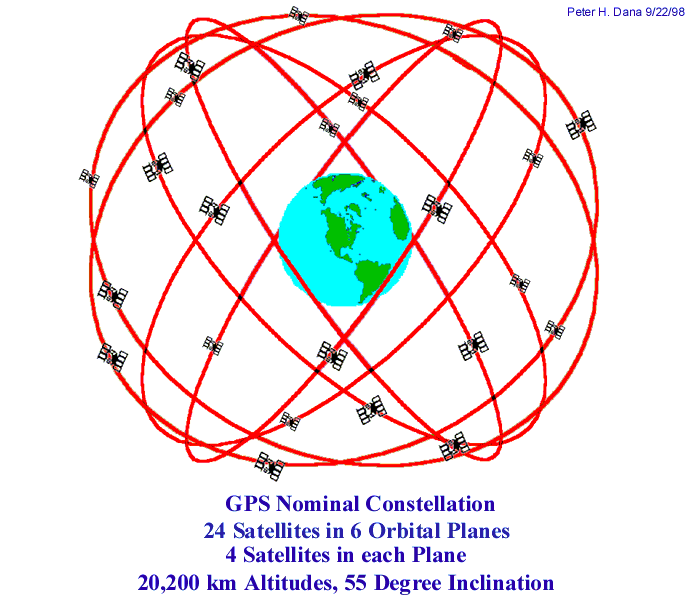 Peter H. Dana 9/22/98
GPS Nominal Constellation
24 Satellites in 6 Orbital Planes
4 Satellites in each Plane
20,200 km Altitudes, 55 Degree Inclination